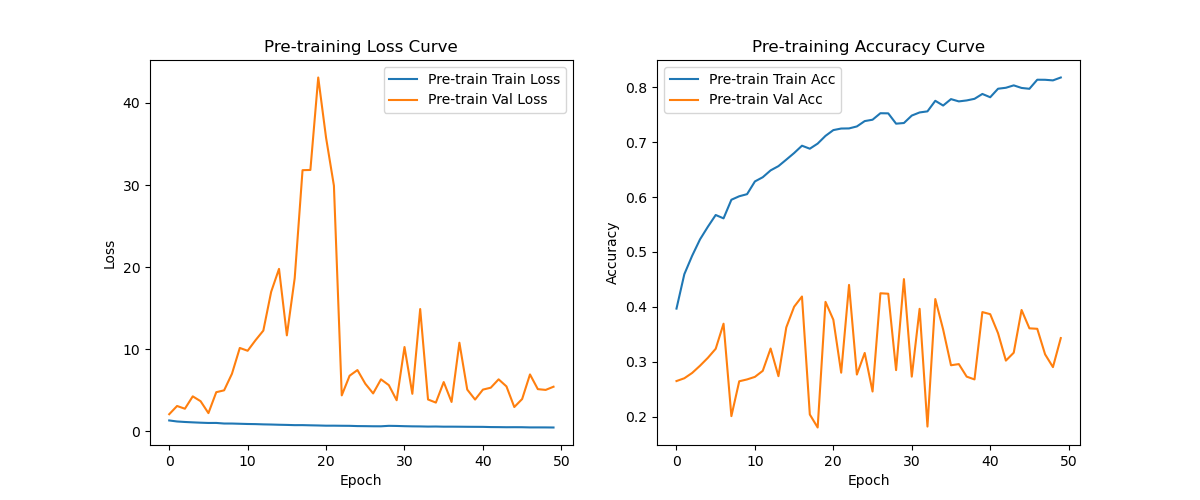 Pre-training Loss Curve
Pre-train Train Loss
Pre-train Val Loss
Loss
40
30
20
10
0
0 10 20 30 40 50
Epoch
Pre-training Accuracy Curve
Pre-train Train Acc
Pre-train Val Acc
Accuracy
0.8
0.7
0.6
0.5
0.4
0.3
0.2
0 10 20 30 40 50
Epoch